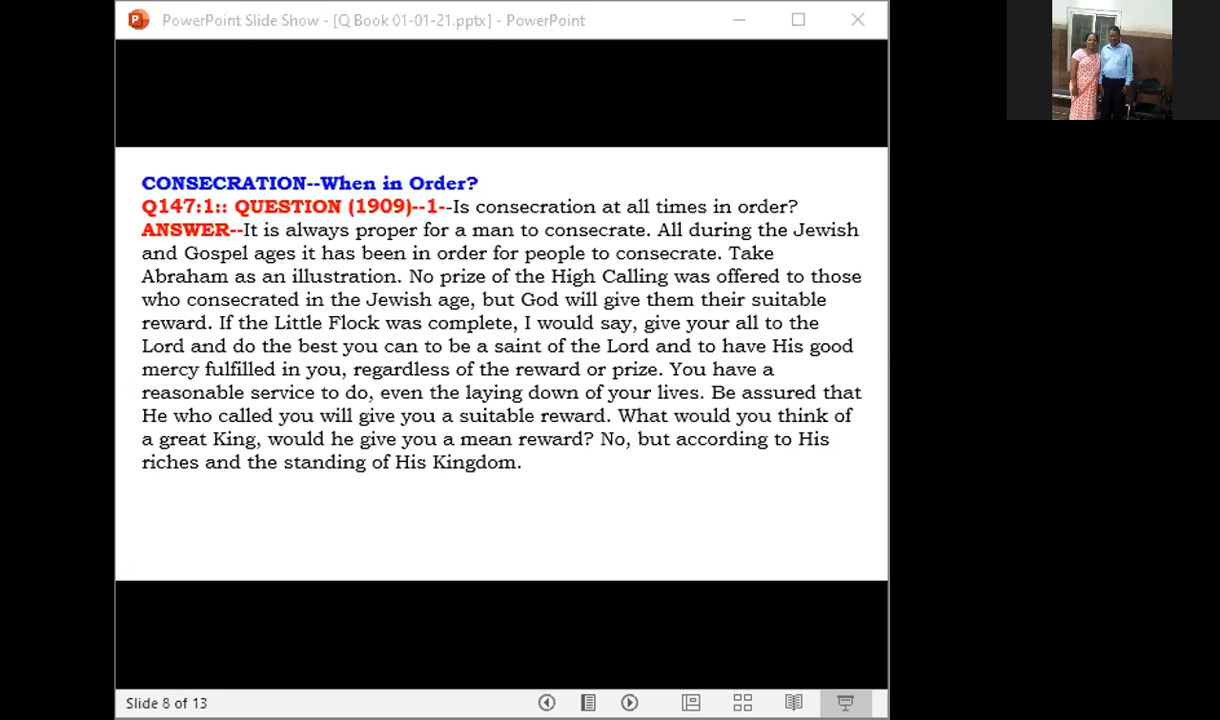 PowerPoint Slide Show - [Q Book 01-01-21.pptx] - PowerPoint
CONSECRATION--When in Order?
Q147:1:: QUESTION (1909)--1--Is consecration at all times in order?
ANSWER--It is always proper for a man to consecrate. All during the Jewish
and Gospel ages it has been in order for people to consecrate. Take
Abraham as an illustration. No prize of the High Calling was offered to those
who consecrated in the Jewish age, but God will give them their suitable
reward. If the Little Flock was complete, I would say, give your all to the
Lord and do the best you can to be a saint of the Lord and to have His good
mercy fulfilled in you, regardless of the reward or prize. You have a
reasonable service to do, even the laying down of your lives. Be assured that
He who called you will give you a suitable reward. What would you think of
a great King, would he give you a mean reward? No, but according to His
riches and the standing of His Kingdom.
Slide 8 of 13